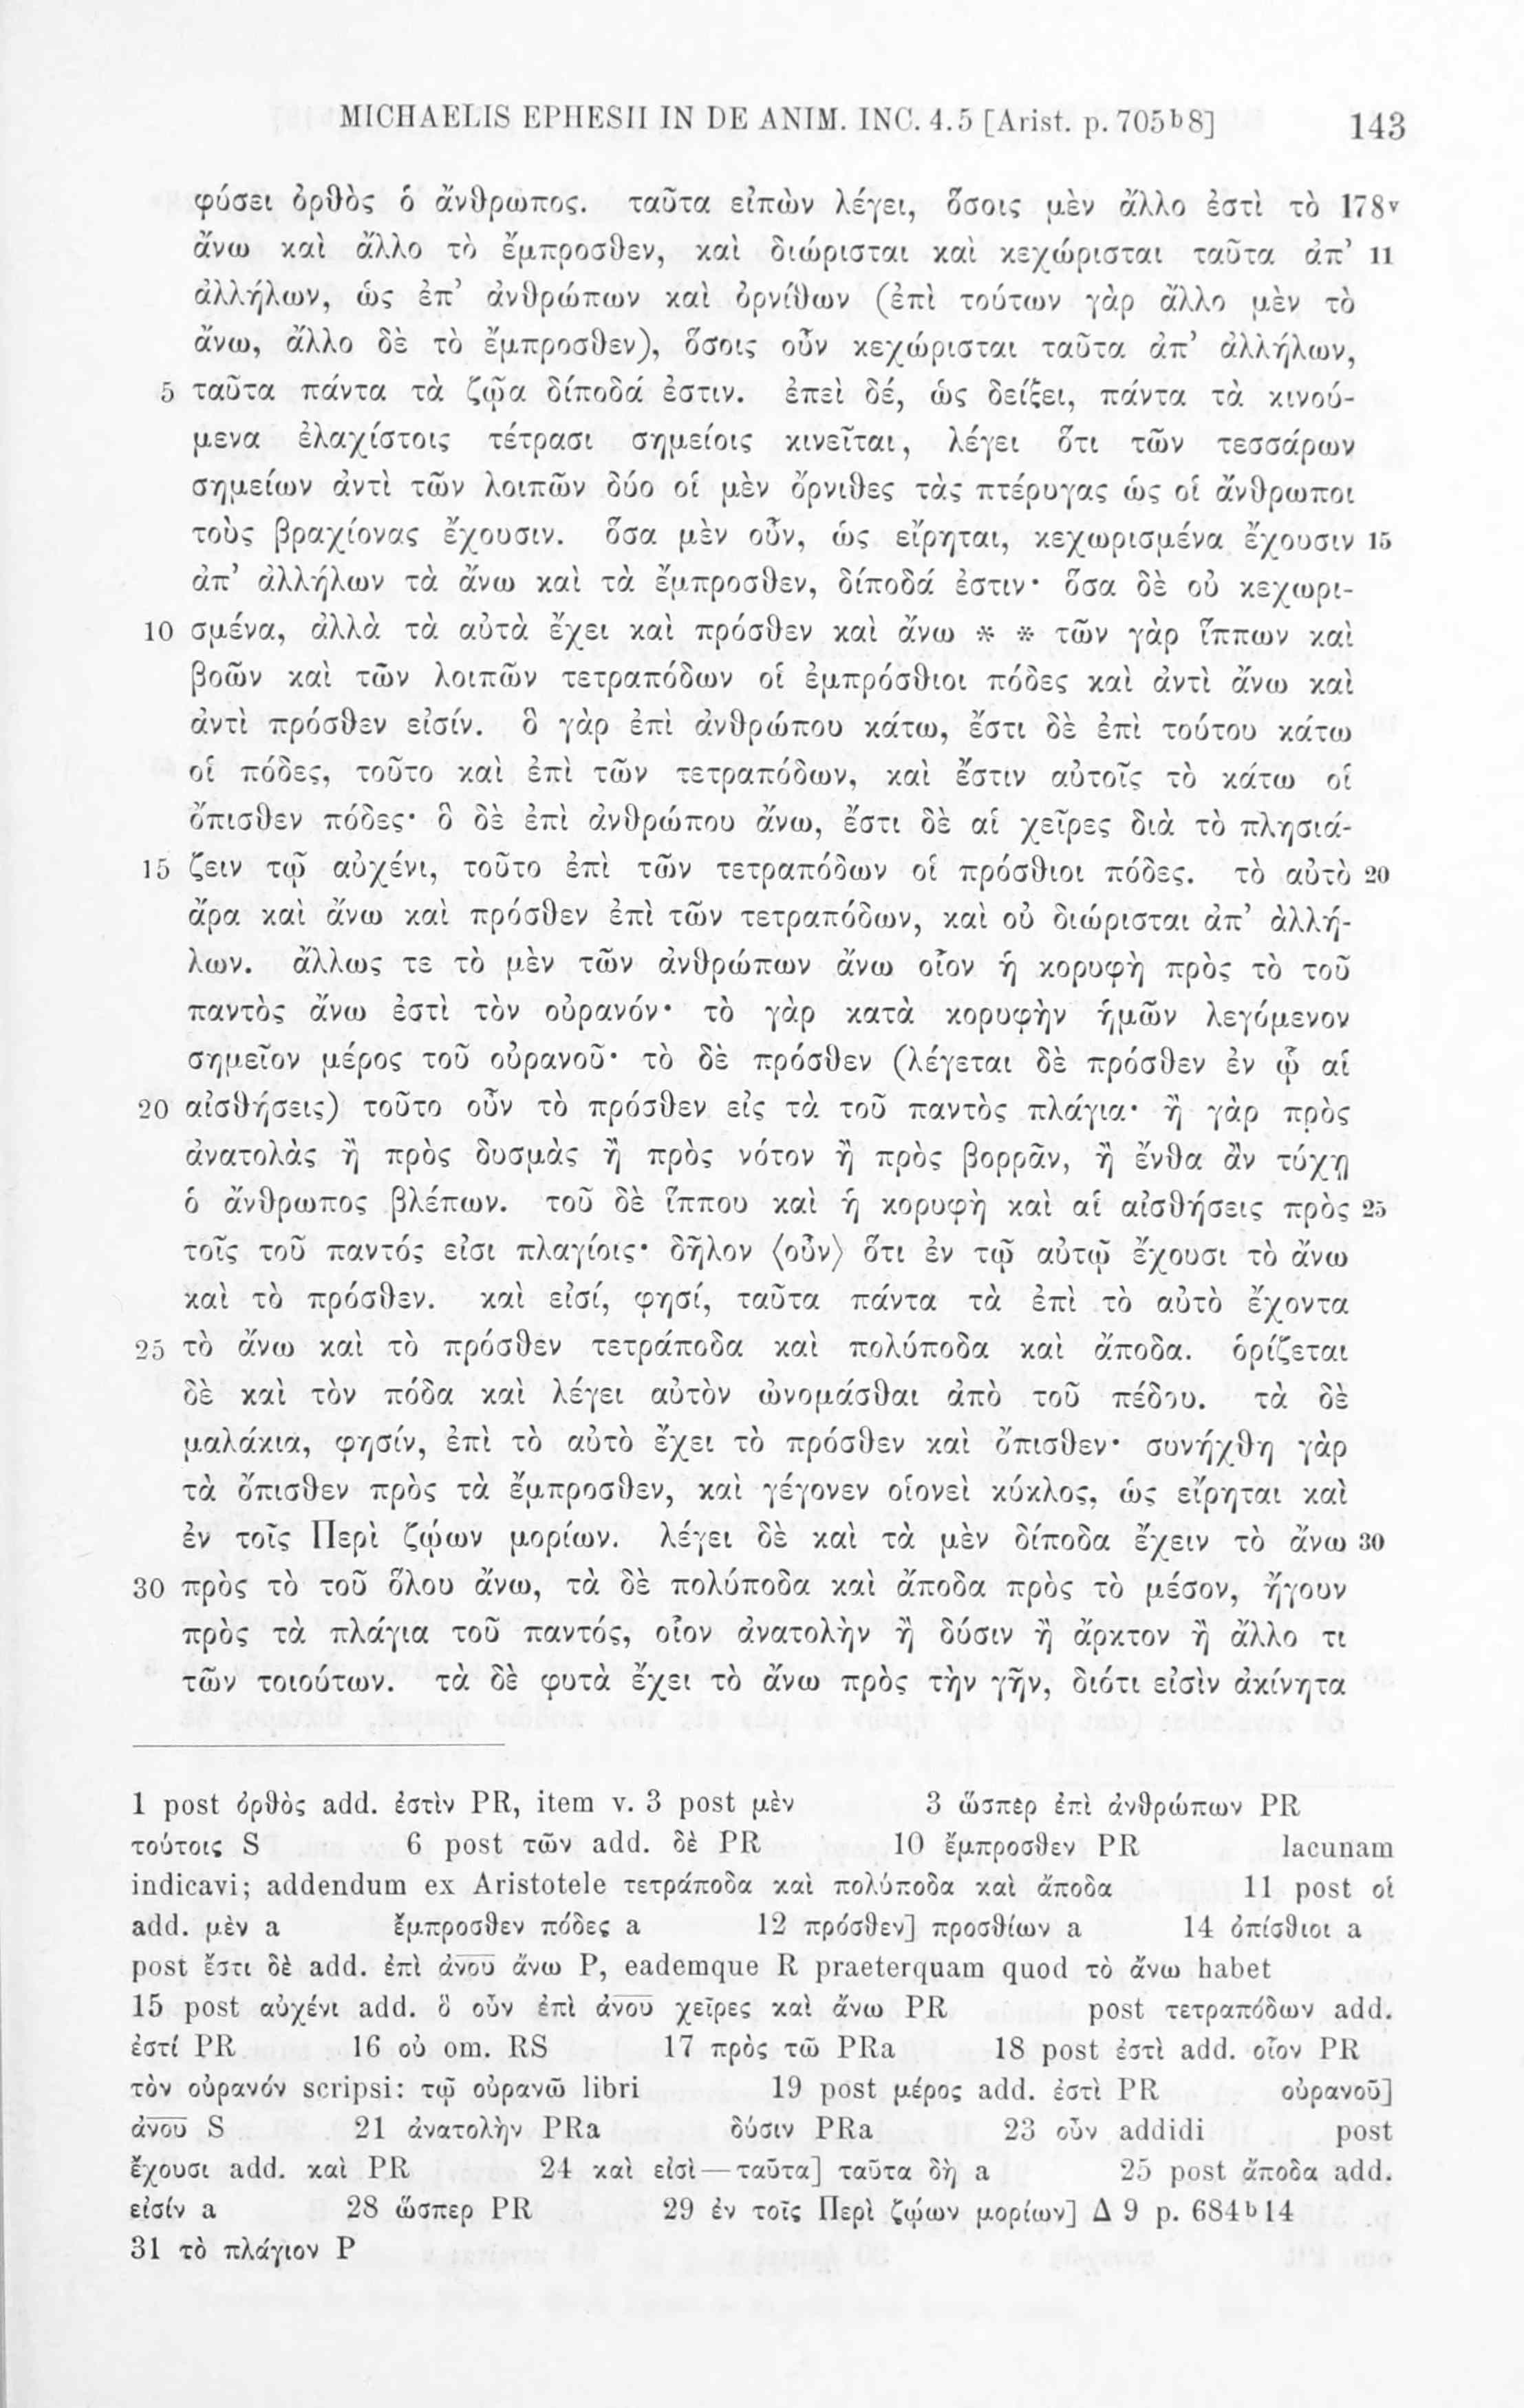 MICHAELIS EPHESII IN DE ANIM. INC. 4.5 [Arist. p. 705ᵇ8] 143
φύσει ὀρθὸς ὁ ἄνθρωπος. ταῦτα εἰπὼν λέγει, ὅσοις μὲν ἄλλο ἐστὶ τὸ 178ᵛ
ἄνω καὶ ἄλλο τὸ ἔμπροσθεν, καὶ διώρισται καὶ κεχώρισται ταῦτα ἀπ’ 11
ἀλλήλων, ὡς ἐπ’ ἀνθρώπων καὶ ὀρνίθων (ἐπὶ τούτων γὰρ ἄλλο μὲν τὸ
ἄνω, ἄλλο δὲ τὸ ἔμπροσθεν), ὅσοις οὖν κεχώρισται ταῦτα ἀπ’ ἀλλήλων,
5 ταῦτα πάντα τὰ ζῷα δίποδά ἐστιν. ἐπεὶ δέ, ὡς δείξει, πάντα τὰ κινού-
μενα ἐλαχίστοις τέτρασι σημείοις κινεῖται, λέγει ὅτι τῶν τεσσάρων
σημείων ἀντὶ τῶν λοιπῶν δύο οἱ μὲν ὄρνιθες τὰς πτέρυγας ὡς οἱ ἄνθρωποι
τοὺς βραχίονας ἔχουσιν. ὅσα μὲν οὖν, ὡς εἴρηται, κεχωρισμένα ἔχουσιν 15
ἀπ’ ἀλλήλων τὰ ἄνω καὶ τὰ ἔμπροσθεν, δίποδά ἐστιν· ὅσα δὲ οὐ κεχωρι-
10 σμένα, ἀλλὰ τὰ αὐτὰ ἔχει καὶ πρόσθεν καὶ ἄνω * * τῶν γὰρ ἵππων καὶ
βοῶν καὶ τῶν λοιπῶν τετραπόδων οἱ ἐμπρόσθιοι πόδες καὶ ἀντὶ ἄνω καὶ
ἀντὶ πρόσθεν εἰσίν. ὃ γὰρ ἐπὶ ἀνθρώπου κάτω, ἔστι δὲ ἐπὶ τούτου κάτω
οἱ πόδες, τοῦτο καὶ ἐπὶ τῶν τετραπόδων, καὶ ἔστιν αὐτοῖς τὸ κάτω οἱ
ὄπισθεν πόδες· ὃ δὲ ἐπὶ ἀνθρώπου ἄνω, ἔστι δὲ αἱ χεῖρες διὰ τὸ πλησιά-
15 ζειν τῷ αὐχένι, τοῦτο ἐπὶ τῶν τετραπόδων οἱ πρόσθιοι πόδες. τὸ αὐτὸ 20
ἄρα καὶ ἄνω καὶ πρόσθεν ἐπὶ τῶν τετραπόδων, καὶ οὐ διώρισται ἀπ’ ἀλλή-
λων. ἄλλως τε τὸ μὲν τῶν ἀνθρώπων ἄνω οἷον ἡ κορυφὴ πρὸς τὸ τοῦ
παντὸς ἄνω ἐστὶ τὸν οὐρανόν· τὸ γὰρ κατὰ κορυφὴν ἡμῶν λεγόμενον
σημεῖον μέρος τοῦ οὐρανοῦ· τὸ δὲ πρόσθεν (λέγεται δὲ πρόσθεν ἐν ᾧ αἱ
20 αἰσθήσεις) τοῦτο οὖν τὸ πρόσθεν εἰς τὰ τοῦ παντὸς πλάγια· ἢ γὰρ πρὸς
ἀνατολὰς ἢ πρὸς δυσμὰς ἢ πρὸς νότον ἢ πρὸς βορρᾶν, ἢ ἔνθα ἂν τύχῃ
ὁ ἄνθρωπος βλέπων. τοῦ δὲ ἵππου καὶ ἡ κορυφὴ καὶ αἱ αἰσθήσεις πρὸς 25
τοῖς τοῦ παντός εἰσι πλαγίοις· δῆλον ⟨οὖν⟩ ὅτι ἐν τῷ αὐτῷ ἔχουσι τὸ ἄνω
καὶ τὸ πρόσθεν. καὶ εἰσί, φησί, ταῦτα πάντα τὰ ἐπὶ τὸ αὐτὸ ἔχοντα
25 τὸ ἄνω καὶ τὸ πρόσθεν τετράποδα καὶ πολύποδα καὶ ἄποδα. ὁρίζεται
δὲ καὶ τὸν πόδα καὶ λέγει αὐτὸν ὠνομάσθαι ἀπὸ τοῦ πέδου. τὰ δὲ
μαλάκια, φησίν, ἐπὶ τὸ αὐτὸ ἔχει τὸ πρόσθεν καὶ ὄπισθεν· συνήχθη γὰρ
τὰ ὄπισθεν πρὸς τὰ ἔμπροσθεν, καὶ γέγονεν οἱονεὶ κύκλος, ὡς εἴρηται καὶ
ἐν τοῖς Περὶ ζῴων μορίων. λέγει δὲ καὶ τὰ μὲν δίποδα ἔχειν τὸ ἄνω 30
30 πρὸς τὸ τοῦ ὅλου ἄνω, τὰ δὲ πολύποδα καὶ ἄποδα πρὸς τὸ μέσον, ἤγουν
πρὸς τὰ πλάγια τοῦ παντός, οἷον ἀνατολὴν ἢ δύσιν ἢ ἄρκτον ἢ ἄλλο τι
τῶν τοιούτων. τὰ δὲ φυτὰ ἔχει τὸ ἄνω πρὸς τὴν γῆν, διότι εἰσὶν ἀκίνητα
1 post ὀρθὸς add. ἐστὶν PR, item v. 3 post μὲν 3 ὥσπερ ἐπὶ ἀνθρώπων PR
τούτοις S 6 post τῶν add. δὲ PR 10 ἔμπροσθεν PR lacunam
indicavi; addendum ex Aristotele τετράποδα καὶ πολύποδα καὶ ἄποδα 11 post οἱ
add. μὲν a ἔμπροσθεν πόδες a 12 πρόσθεν] προσθίων a 14 ὀπίσθιοι a
post ἔστι δὲ add. ἐπὶ ἀνου ἄνω P, eademque R praeterquam quod τὸ ἄνω habet
15 post αὐχένι add. ὃ οὖν ἐπὶ ἀνου χεῖρες καὶ ἄνω PR post τετραπόδων add.
ἐστί PR 16 οὐ om. RS 17 πρὸς τῶ PRa 18 post ἐστὶ add. οἷον PR
τὸν οὐρανόν scripsi: τῷ οὐρανῶ libri 19 post μέρος add. ἐστὶ PR οὐρανοῦ]
ἀνου S 21 ἀνατολὴν PRa δύσιν PRa 23 οὖν addidi post
ἔχουσι add. καὶ PR 24 καὶ εἰσὶ—ταῦτα] ταῦτα δὴ a 25 post ἄποδα add.
εἰσίν a 28 ὥσπερ PR 29 ἐν τοῖς Περὶ ζῴων μορίων] Δ 9 p. 684ᵇ14
31 τὸ πλάγιον P